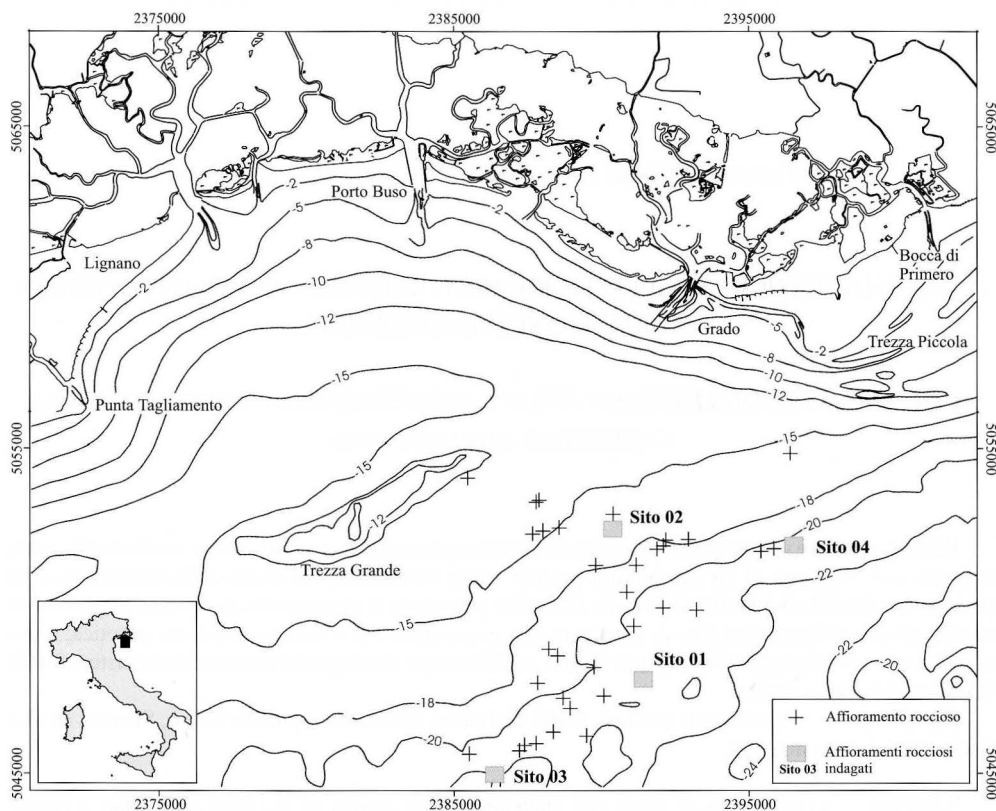 2375000
2385000
2395000
5065000
5065000
-2
Porto Buso
-5
-2
Lignano
-8
Bocca di
Primero
-2
-10
-5
Grado
-12
-8
-2
Trezza Piccola
-10
-12
-15
Punta Tagliamento
5055000
-15
5055000
-15
-18
-12
Sito 02
-20
Sito 04
Trezza Grande
-22
-15
-22
Sito 01
-20
-18
Affioramento roccioso
-20
Affioramenti rocciosi
Sito 03
indagati
Sito 03
-24
5045000
5045000
2375000
2385000
2395000